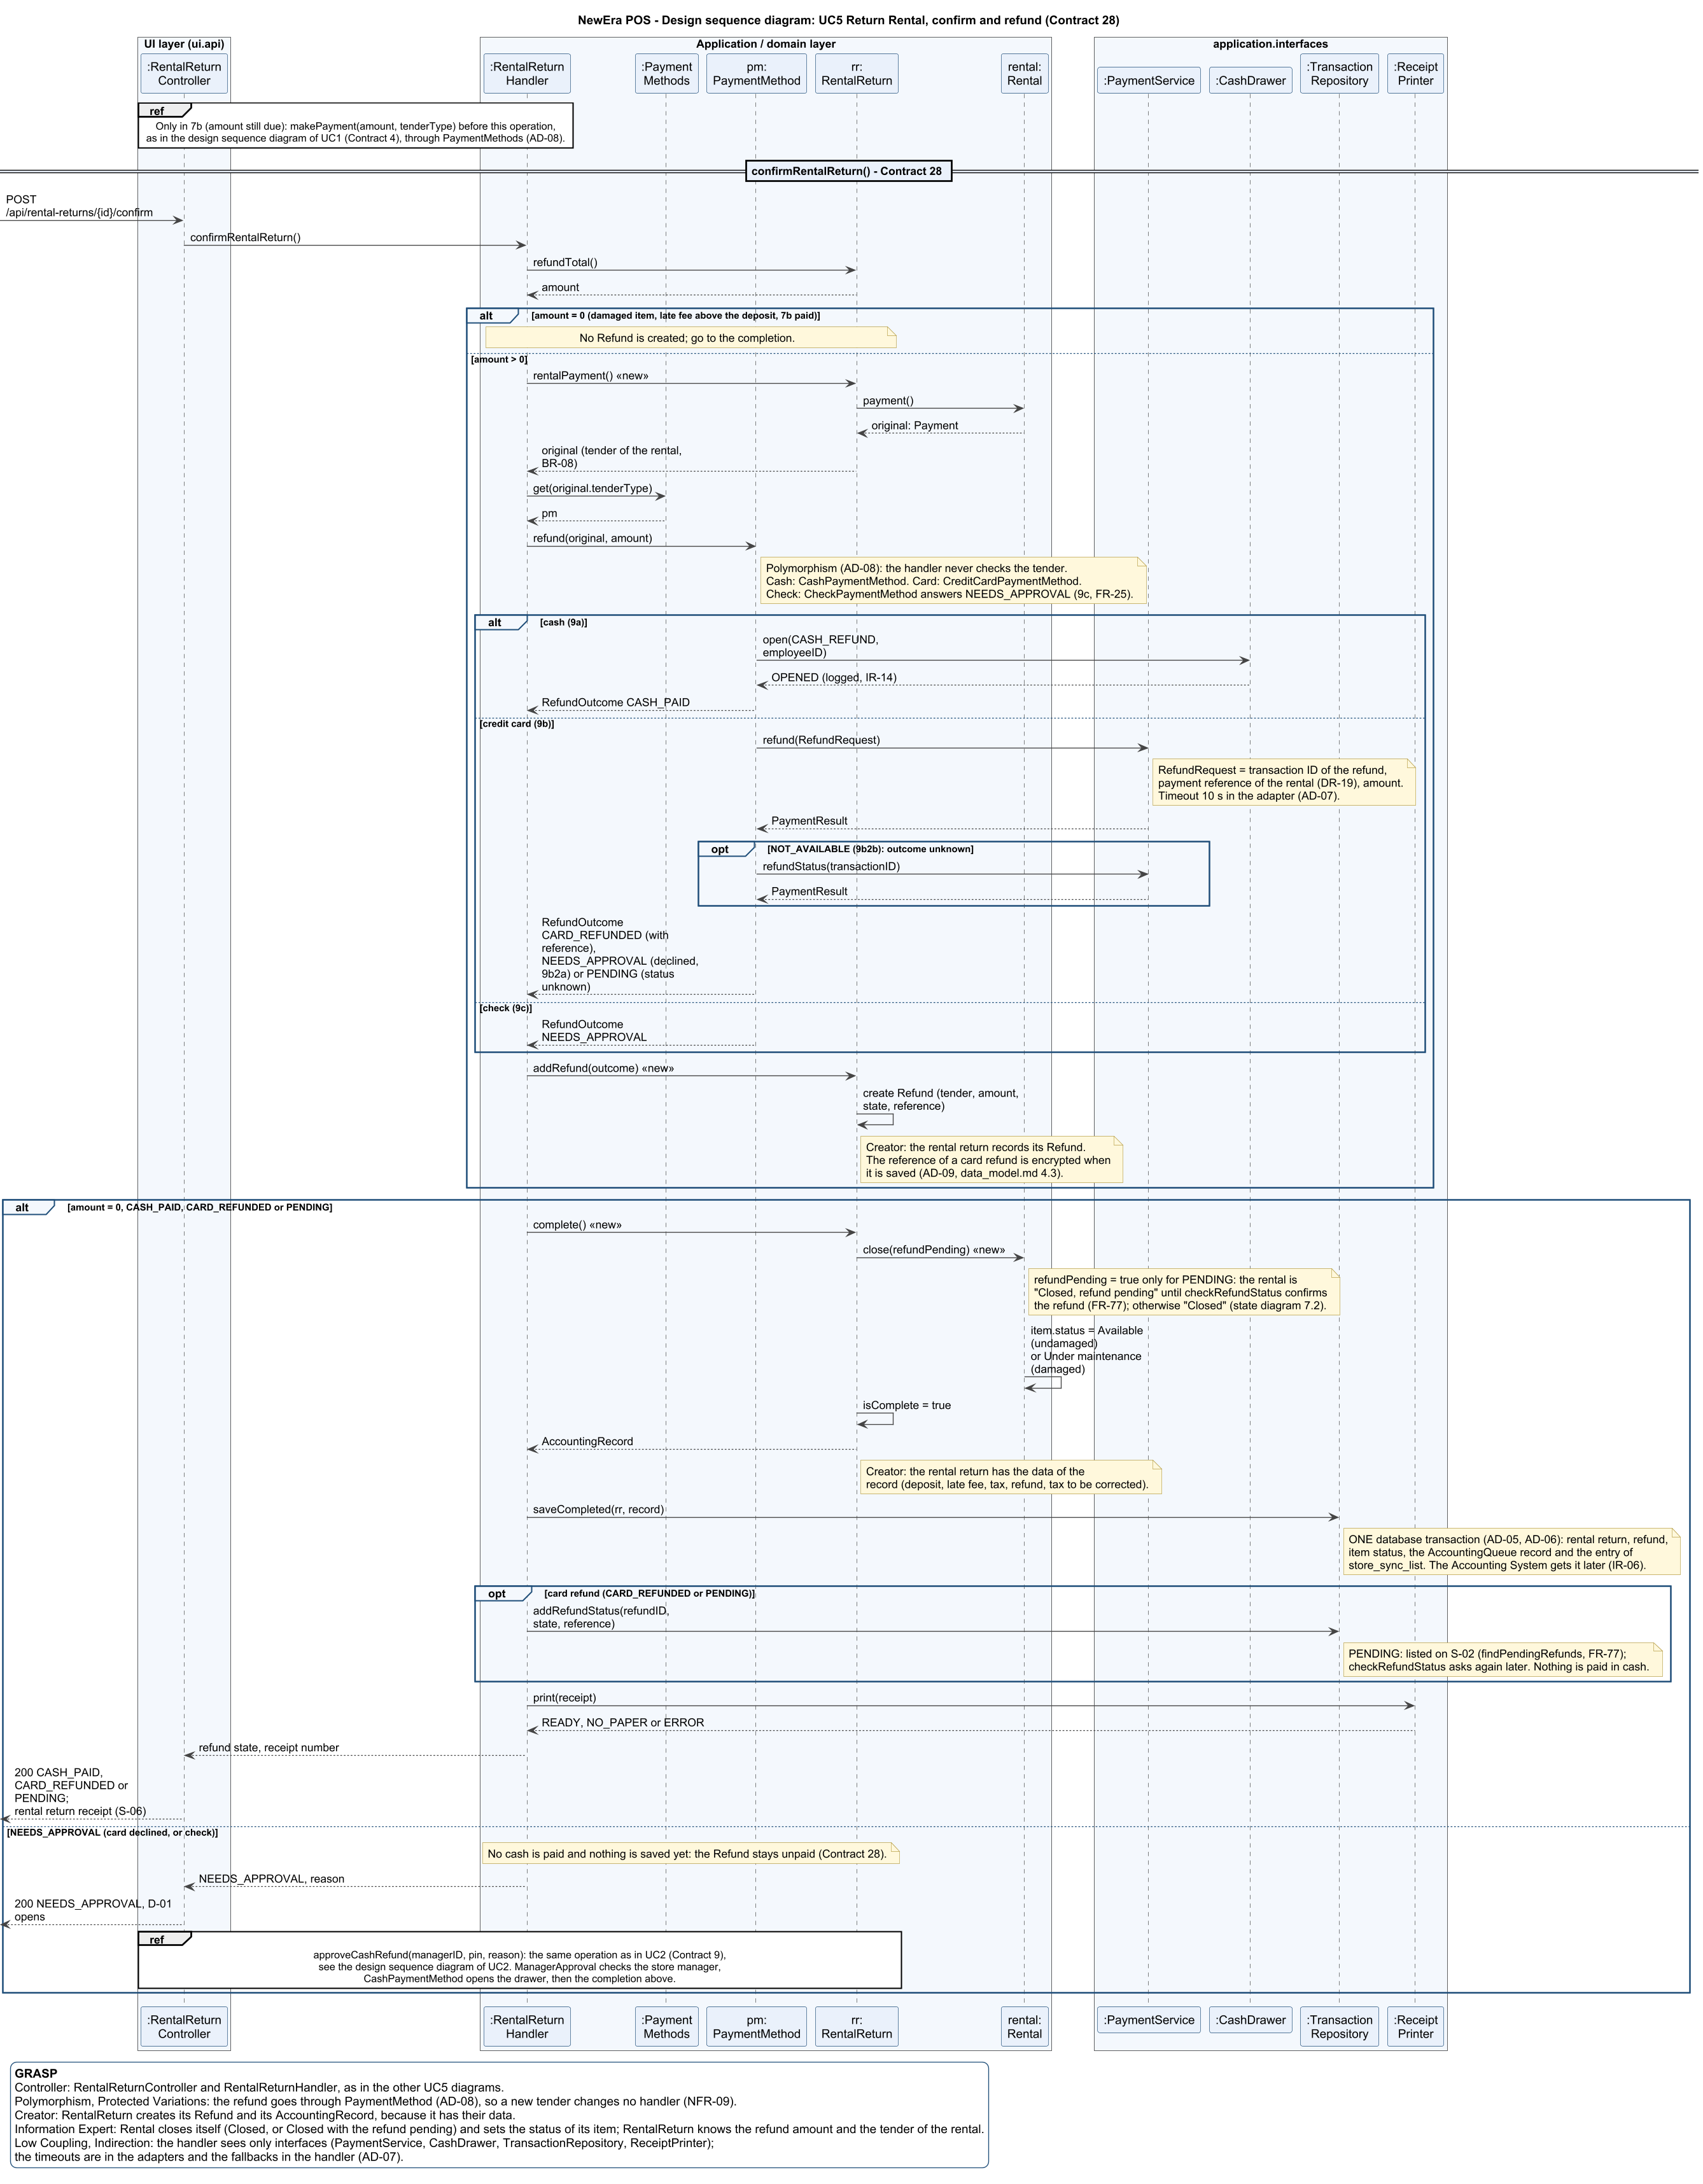 NewEra POS - Design sequence diagram: UC5 Return Rental, confirm and refund (Contract 28)
UI layer (ui.api)
Application / domain layer
application.interfaces
:RentalReturn
Controller
:RentalReturn
Handler
:Payment
Methods
pm:
PaymentMethod
rr:
RentalReturn
rental:
Rental
:PaymentService
:CashDrawer
:Transaction
Repository
:Receipt
Printer
ref
Only in 7b (amount still due): makePayment(amount, tenderType) before this operation,
as in the design sequence diagram of UC1 (Contract 4), through PaymentMethods (AD-08).
confirmRentalReturn() - Contract 28
POST
/api/rental-returns/{id}/confirm
confirmRentalReturn()
refundTotal()
amount
alt
[amount = 0 (damaged item, late fee above the deposit, 7b paid)]
No Refund is created; go to the completion.
[amount > 0]
rentalPayment() «new»
payment()
original: Payment
original (tender of the rental,
BR-08)
get(original.tenderType)
pm
refund(original, amount)
Polymorphism (AD-08): the handler never checks the tender.
Cash: CashPaymentMethod. Card: CreditCardPaymentMethod.
Check: CheckPaymentMethod answers NEEDS_APPROVAL (9c, FR-25).
alt
[cash (9a)]
open(CASH_REFUND,
employeeID)
OPENED (logged, IR-14)
RefundOutcome CASH_PAID
[credit card (9b)]
refund(RefundRequest)
RefundRequest = transaction ID of the refund,
payment reference of the rental (DR-19), amount.
Timeout 10 s in the adapter (AD-07).
PaymentResult
opt
[NOT_AVAILABLE (9b2b): outcome unknown]
refundStatus(transactionID)
PaymentResult
RefundOutcome
CARD_REFUNDED (with
reference),
NEEDS_APPROVAL (declined,
9b2a) or PENDING (status
unknown)
[check (9c)]
RefundOutcome
NEEDS_APPROVAL
addRefund(outcome) «new»
create Refund (tender, amount,
state, reference)
Creator: the rental return records its Refund.
The reference of a card refund is encrypted when
it is saved (AD-09, data_model.md 4.3).
alt
[amount = 0, CASH_PAID, CARD_REFUNDED or PENDING]
complete() «new»
close(refundPending) «new»
refundPending = true only for PENDING: the rental is
"Closed, refund pending" until checkRefundStatus confirms
the refund (FR-77); otherwise "Closed" (state diagram 7.2).
item.status = Available
(undamaged)
or Under maintenance
(damaged)
isComplete = true
AccountingRecord
Creator: the rental return has the data of the
record (deposit, late fee, tax, refund, tax to be corrected).
saveCompleted(rr, record)
ONE database transaction (AD-05, AD-06): rental return, refund,
item status, the AccountingQueue record and the entry of
store_sync_list. The Accounting System gets it later (IR-06).
opt
[card refund (CARD_REFUNDED or PENDING)]
addRefundStatus(refundID,
state, reference)
PENDING: listed on S-02 (findPendingRefunds, FR-77);
checkRefundStatus asks again later. Nothing is paid in cash.
print(receipt)
READY, NO_PAPER or ERROR
refund state, receipt number
200 CASH_PAID,
CARD_REFUNDED or
PENDING;
rental return receipt (S-06)
[NEEDS_APPROVAL (card declined, or check)]
No cash is paid and nothing is saved yet: the Refund stays unpaid (Contract 28).
NEEDS_APPROVAL, reason
200 NEEDS_APPROVAL, D-01
opens
ref
approveCashRefund(managerID, pin, reason): the same operation as in UC2 (Contract 9),
see the design sequence diagram of UC2. ManagerApproval checks the store manager,
CashPaymentMethod opens the drawer, then the completion above.
:RentalReturn
Controller
:RentalReturn
Handler
:Payment
Methods
pm:
PaymentMethod
rr:
RentalReturn
rental:
Rental
:PaymentService
:CashDrawer
:Transaction
Repository
:Receipt
Printer
GRASP
Controller: RentalReturnController and RentalReturnHandler, as in the other UC5 diagrams.
Polymorphism, Protected Variations: the refund goes through PaymentMethod (AD-08), so a new tender changes no handler (NFR-09).
Creator: RentalReturn creates its Refund and its AccountingRecord, because it has their data.
Information Expert: Rental closes itself (Closed, or Closed with the refund pending) and sets the status of its item; RentalReturn knows the refund amount and the tender of the rental.
Low Coupling, Indirection: the handler sees only interfaces (PaymentService, CashDrawer, TransactionRepository, ReceiptPrinter);
the timeouts are in the adapters and the fallbacks in the handler (AD-07).